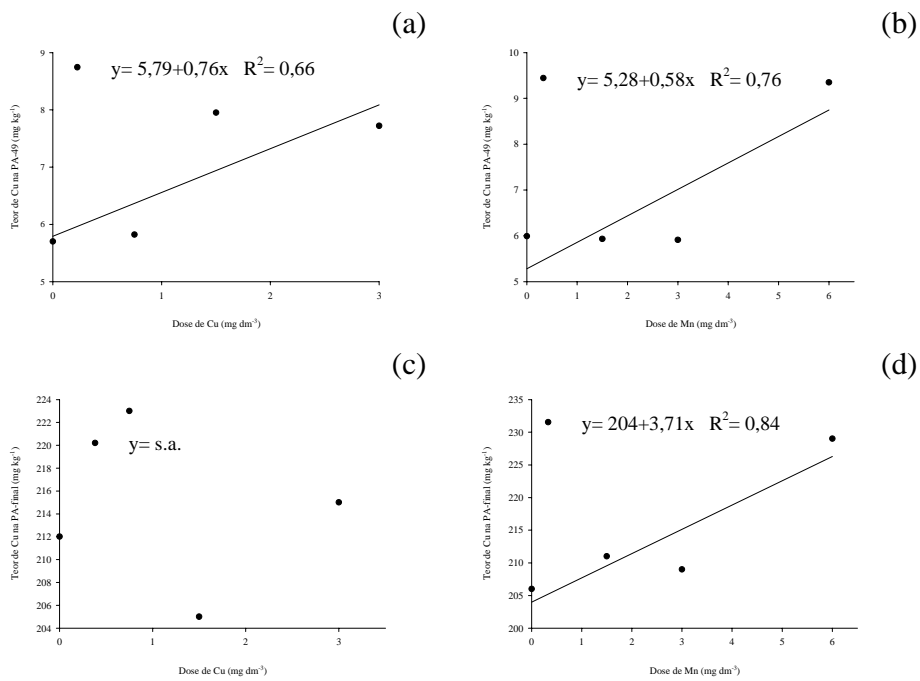 (a)
y= 5,79+0,76x R²= 0,66
Teor de Cu na PA-49 (mg kg⁻¹)
9
8
7
6
5
0 1 2 3
Dose de Cu (mg dm⁻³)
(b)
y= 5,28+0,58x R²= 0,76
Teor de Cu na PA-49 (mg kg⁻¹)
10
9
8
7
6
5
0 1 2 3 4 5 6
Dose de Mn (mg dm⁻³)
(c)
y= s.a.
Teor de Cu na PA-final (mg kg⁻¹)
224
222
220
218
216
214
212
210
208
206
204
0 1 2 3
Dose de Cu (mg dm⁻³)
(d)
y= 204+3,71x R²= 0,84
Teor de Cu na PA-final (mg kg⁻¹)
235
230
225
220
215
210
205
200
0 1 2 3 4 5 6
Dose de Mn (mg dm⁻³)